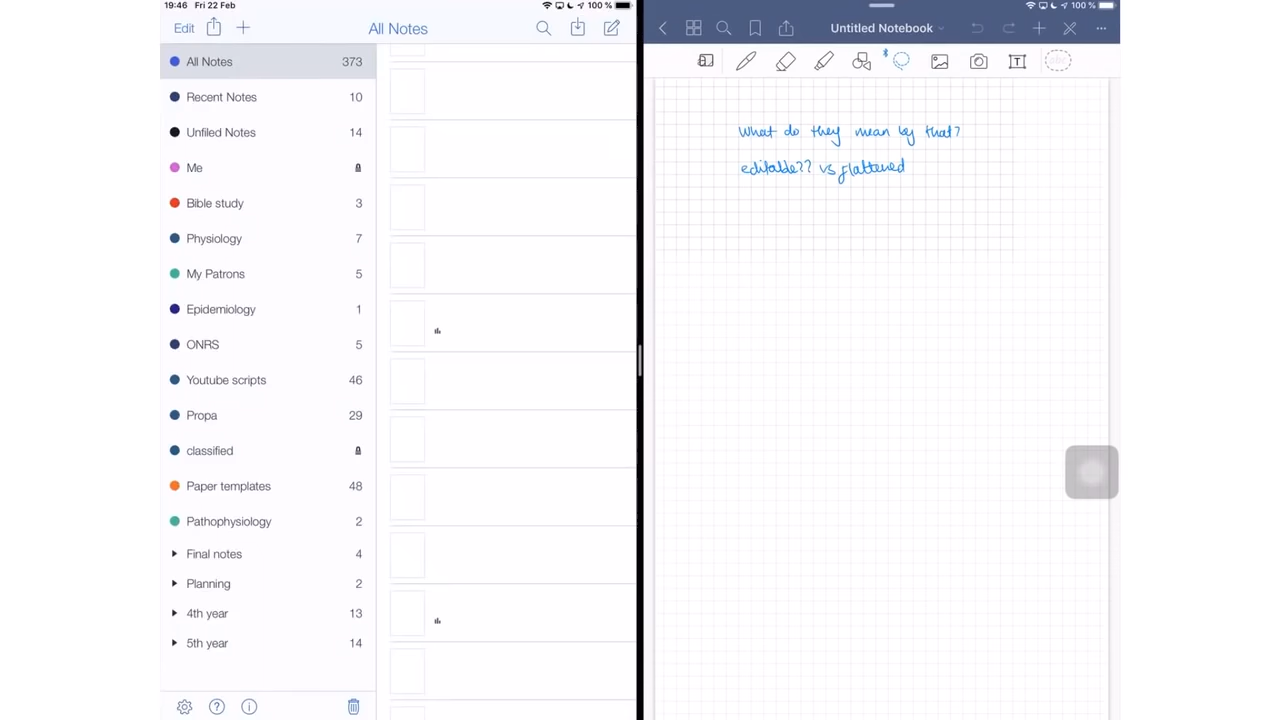 19:46 Fri 22 Feb
100 %
Edit
All Notes
All Notes 373
Recent Notes 10
Unfiled Notes 14
Me
Bible study 3
Physiology 7
My Patrons 5
Epidemiology 1
ONRS 5
Youtube scripts 46
Propa 29
classified
Paper templates 48
Pathophysiology 2
Final notes 4
Planning 2
4th year 13
5th year 14
100 %
Untitled Notebook
T
What do they mean by that?
editable?? vs flattened